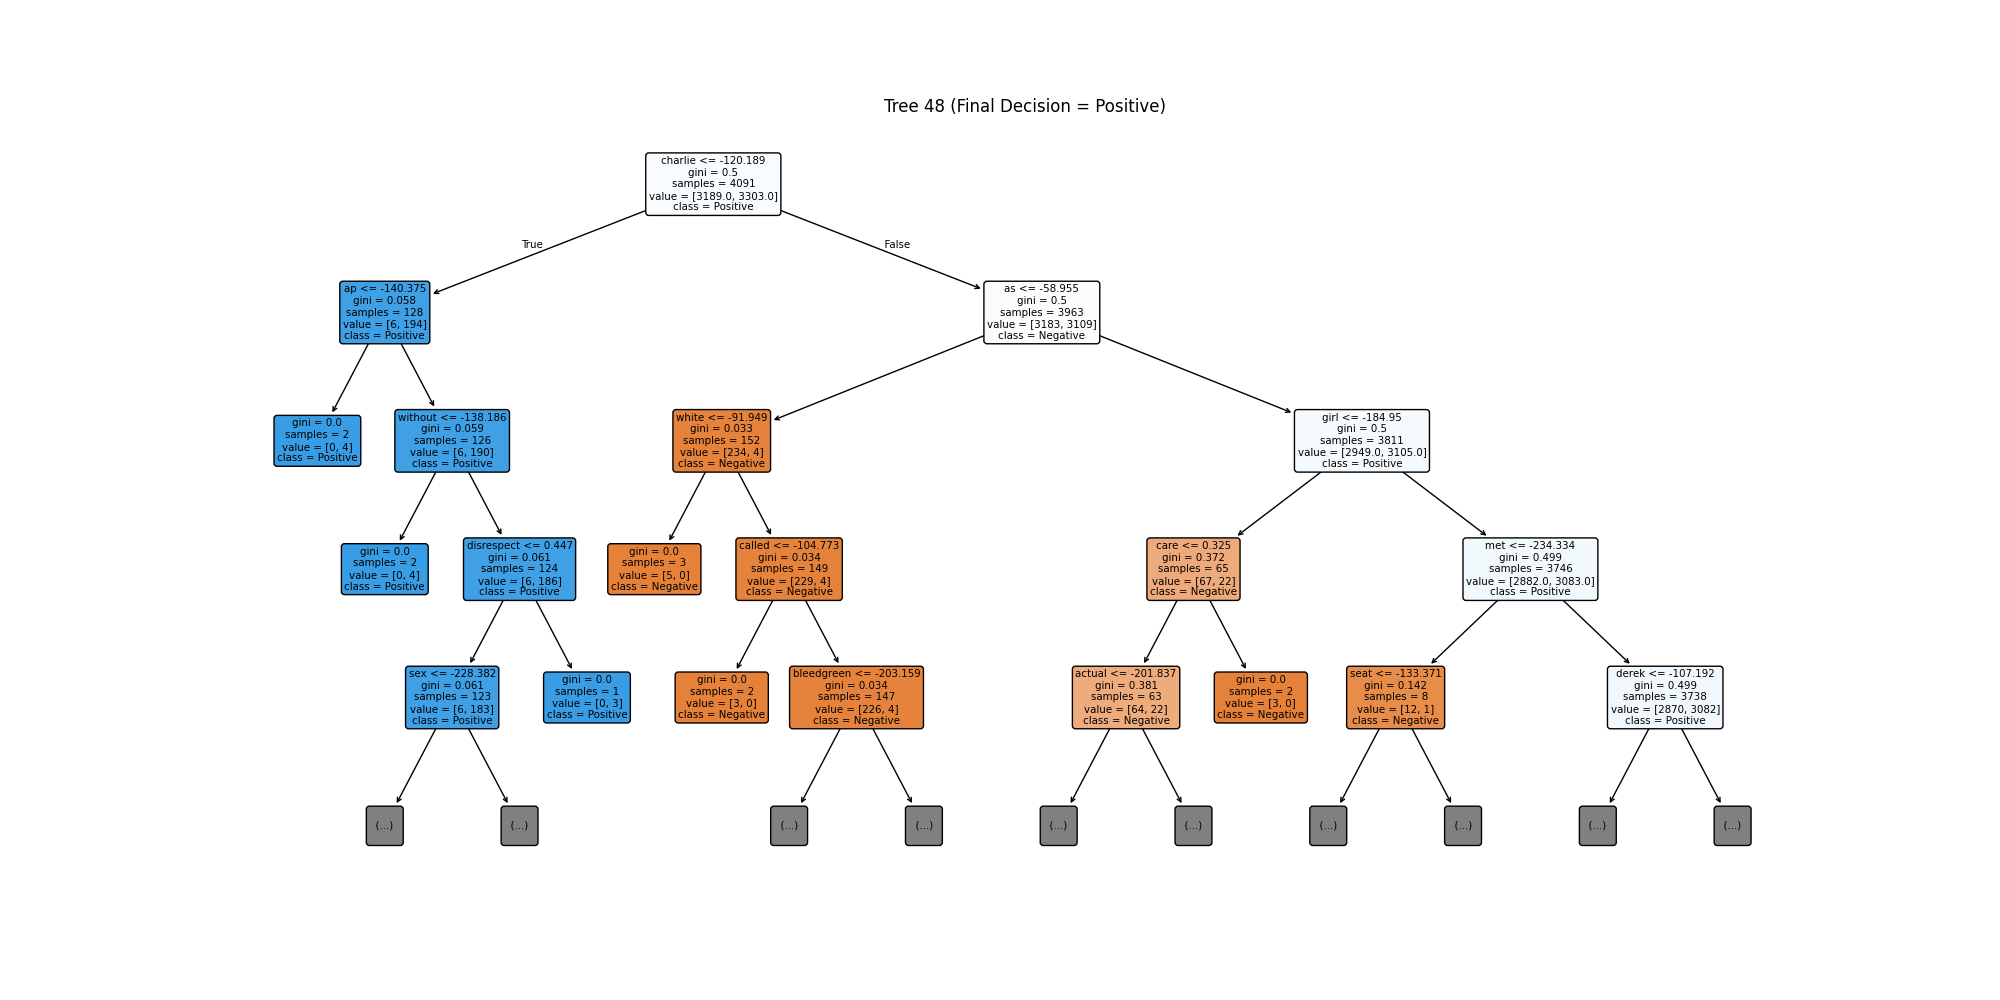 Tree 48 (Final Decision = Positive)
charlie <= -120.189
gini = 0.5
samples = 4091
value = [3189.0, 3303.0]
class = Positive
True
False
ap <= -140.375
gini = 0.058
samples = 128
value = [6, 194]
class = Positive
as <= -58.955
gini = 0.5
samples = 3963
value = [3183, 3109]
class = Negative
gini = 0.0
samples = 2
value = [0, 4]
class = Positive
without <= -138.186
gini = 0.059
samples = 126
value = [6, 190]
class = Positive
white <= -91.949
gini = 0.033
samples = 152
value = [234, 4]
class = Negative
girl <= -184.95
gini = 0.5
samples = 3811
value = [2949.0, 3105.0]
class = Positive
gini = 0.0
samples = 2
value = [0, 4]
class = Positive
disrespect <= 0.447
gini = 0.061
samples = 124
value = [6, 186]
class = Positive
gini = 0.0
samples = 3
value = [5, 0]
class = Negative
called <= -104.773
gini = 0.034
samples = 149
value = [229, 4]
class = Negative
care <= 0.325
gini = 0.372
samples = 65
value = [67, 22]
class = Negative
met <= -234.334
gini = 0.499
samples = 3746
value = [2882.0, 3083.0]
class = Positive
sex <= -228.382
gini = 0.061
samples = 123
value = [6, 183]
class = Positive
gini = 0.0
samples = 1
value = [0, 3]
class = Positive
gini = 0.0
samples = 2
value = [3, 0]
class = Negative
bleedgreen <= -203.159
gini = 0.034
samples = 147
value = [226, 4]
class = Negative
actual <= -201.837
gini = 0.381
samples = 63
value = [64, 22]
class = Negative
gini = 0.0
samples = 2
value = [3, 0]
class = Negative
seat <= -133.371
gini = 0.142
samples = 8
value = [12, 1]
class = Negative
derek <= -107.192
gini = 0.499
samples = 3738
value = [2870, 3082]
class = Positive
(...)
(...)
(...)
(...)
(...)
(...)
(...)
(...)
(...)
(...)